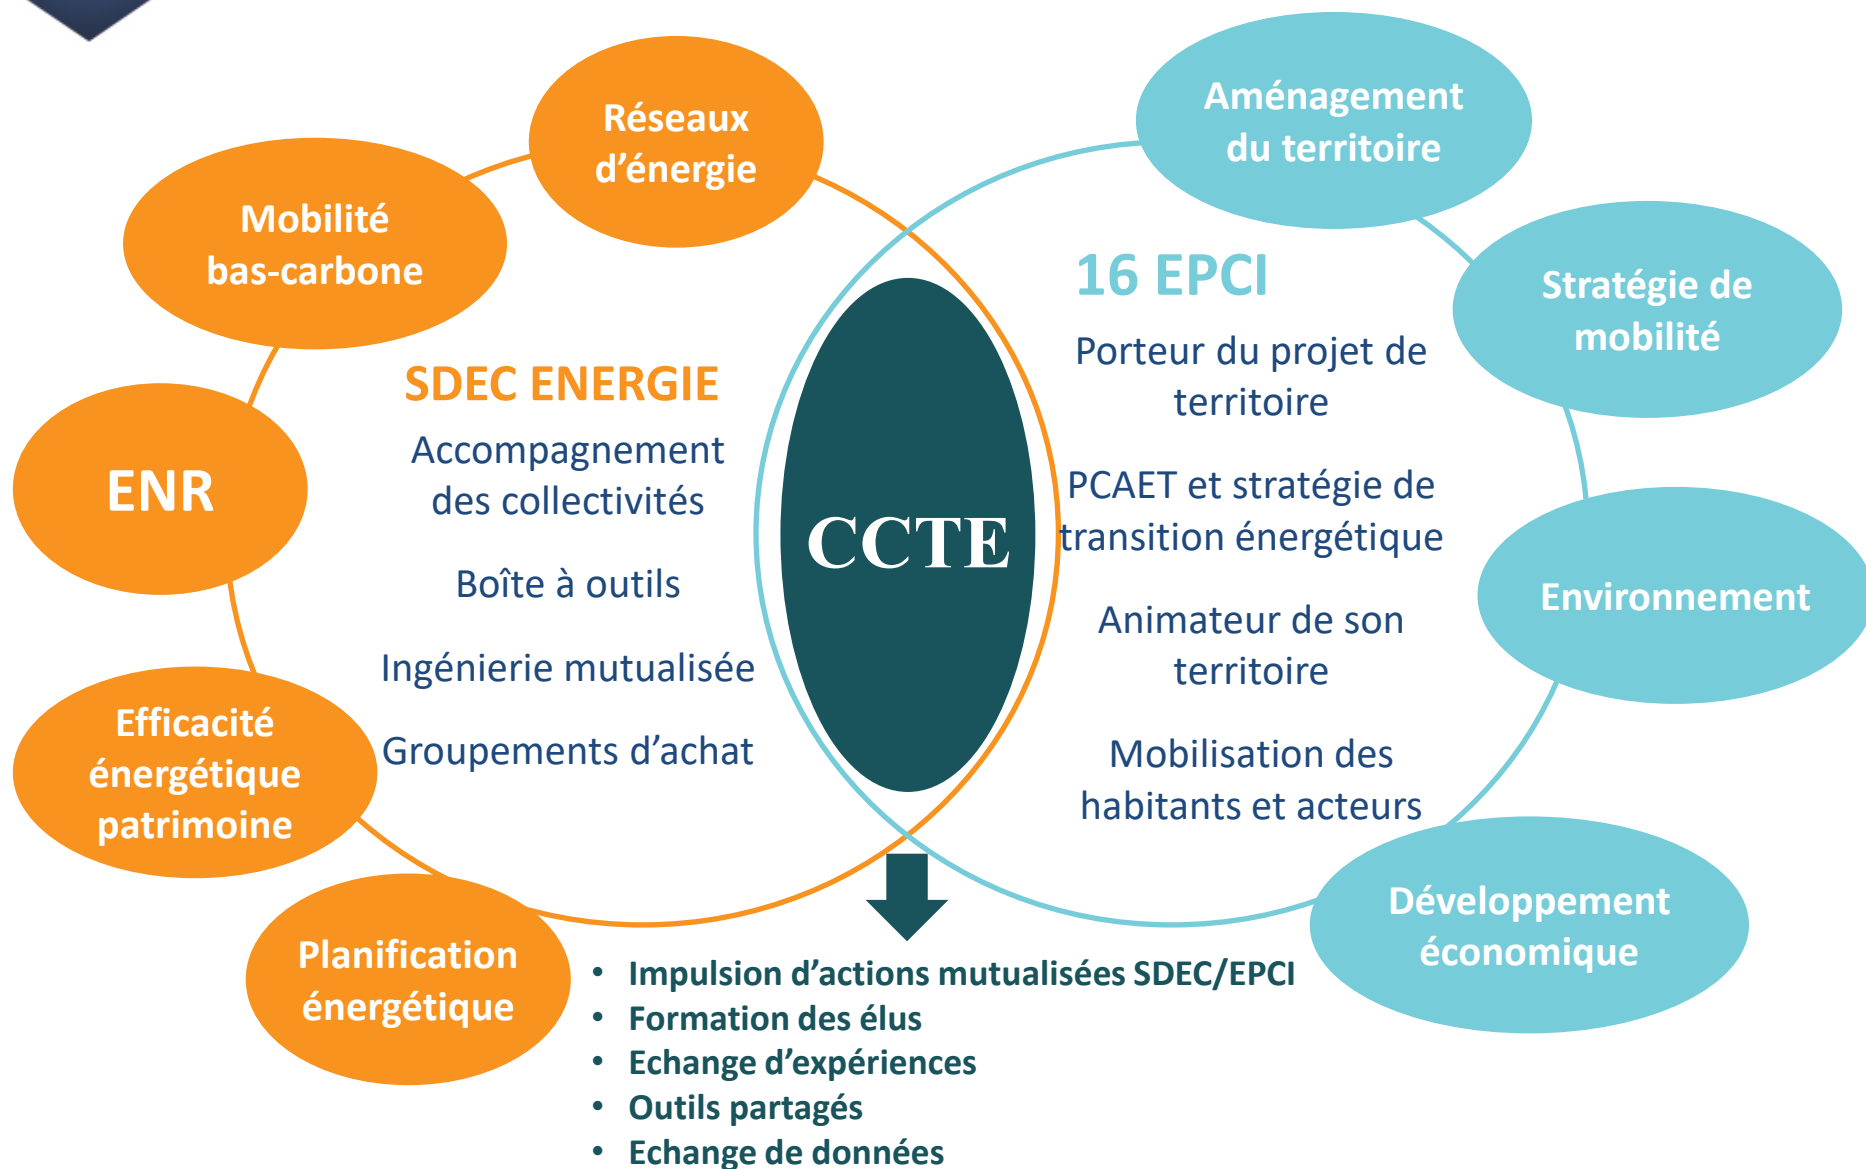 Réseaux
d’énergie
Mobilité
bas-carbone
ENR
Efficacité
énergétique
patrimoine
Planification
énergétique
SDEC ENERGIE
Accompagnement
des collectivités
Boîte à outils
Ingénierie mutualisée
Groupements d’achat
CCTE
16 EPCI
Porteur du projet de
territoire
PCAET et stratégie de
transition énergétique
Animateur de son
territoire
Mobilisation des
habitants et acteurs
Aménagement
du territoire
Stratégie de
mobilité
Environnement
Développement
économique
• Impulsion d’actions mutualisées SDEC/EPCI
• Formation des élus
• Echange d’expériences
• Outils partagés
• Echange de données